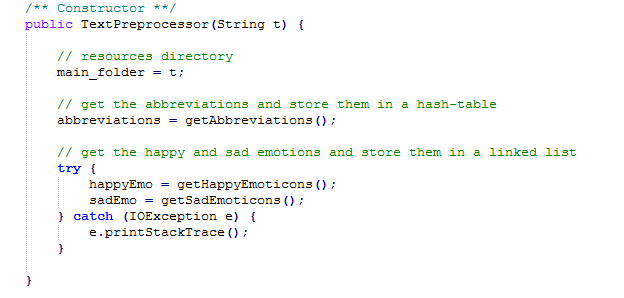 /** Constructor **/
public TextPreprocessor(String t) {
// resources directory
main_folder = t;
// get the abbreviations and store them in a hash-table
abbreviations = getAbbreviations();
// get the happy and sad emotions and store them in a linked list
try {
happyEmo = getHappyEmoticons();
sadEmo = getSadEmoticons();
} catch (IOException e) {
e.printStackTrace();
}
}